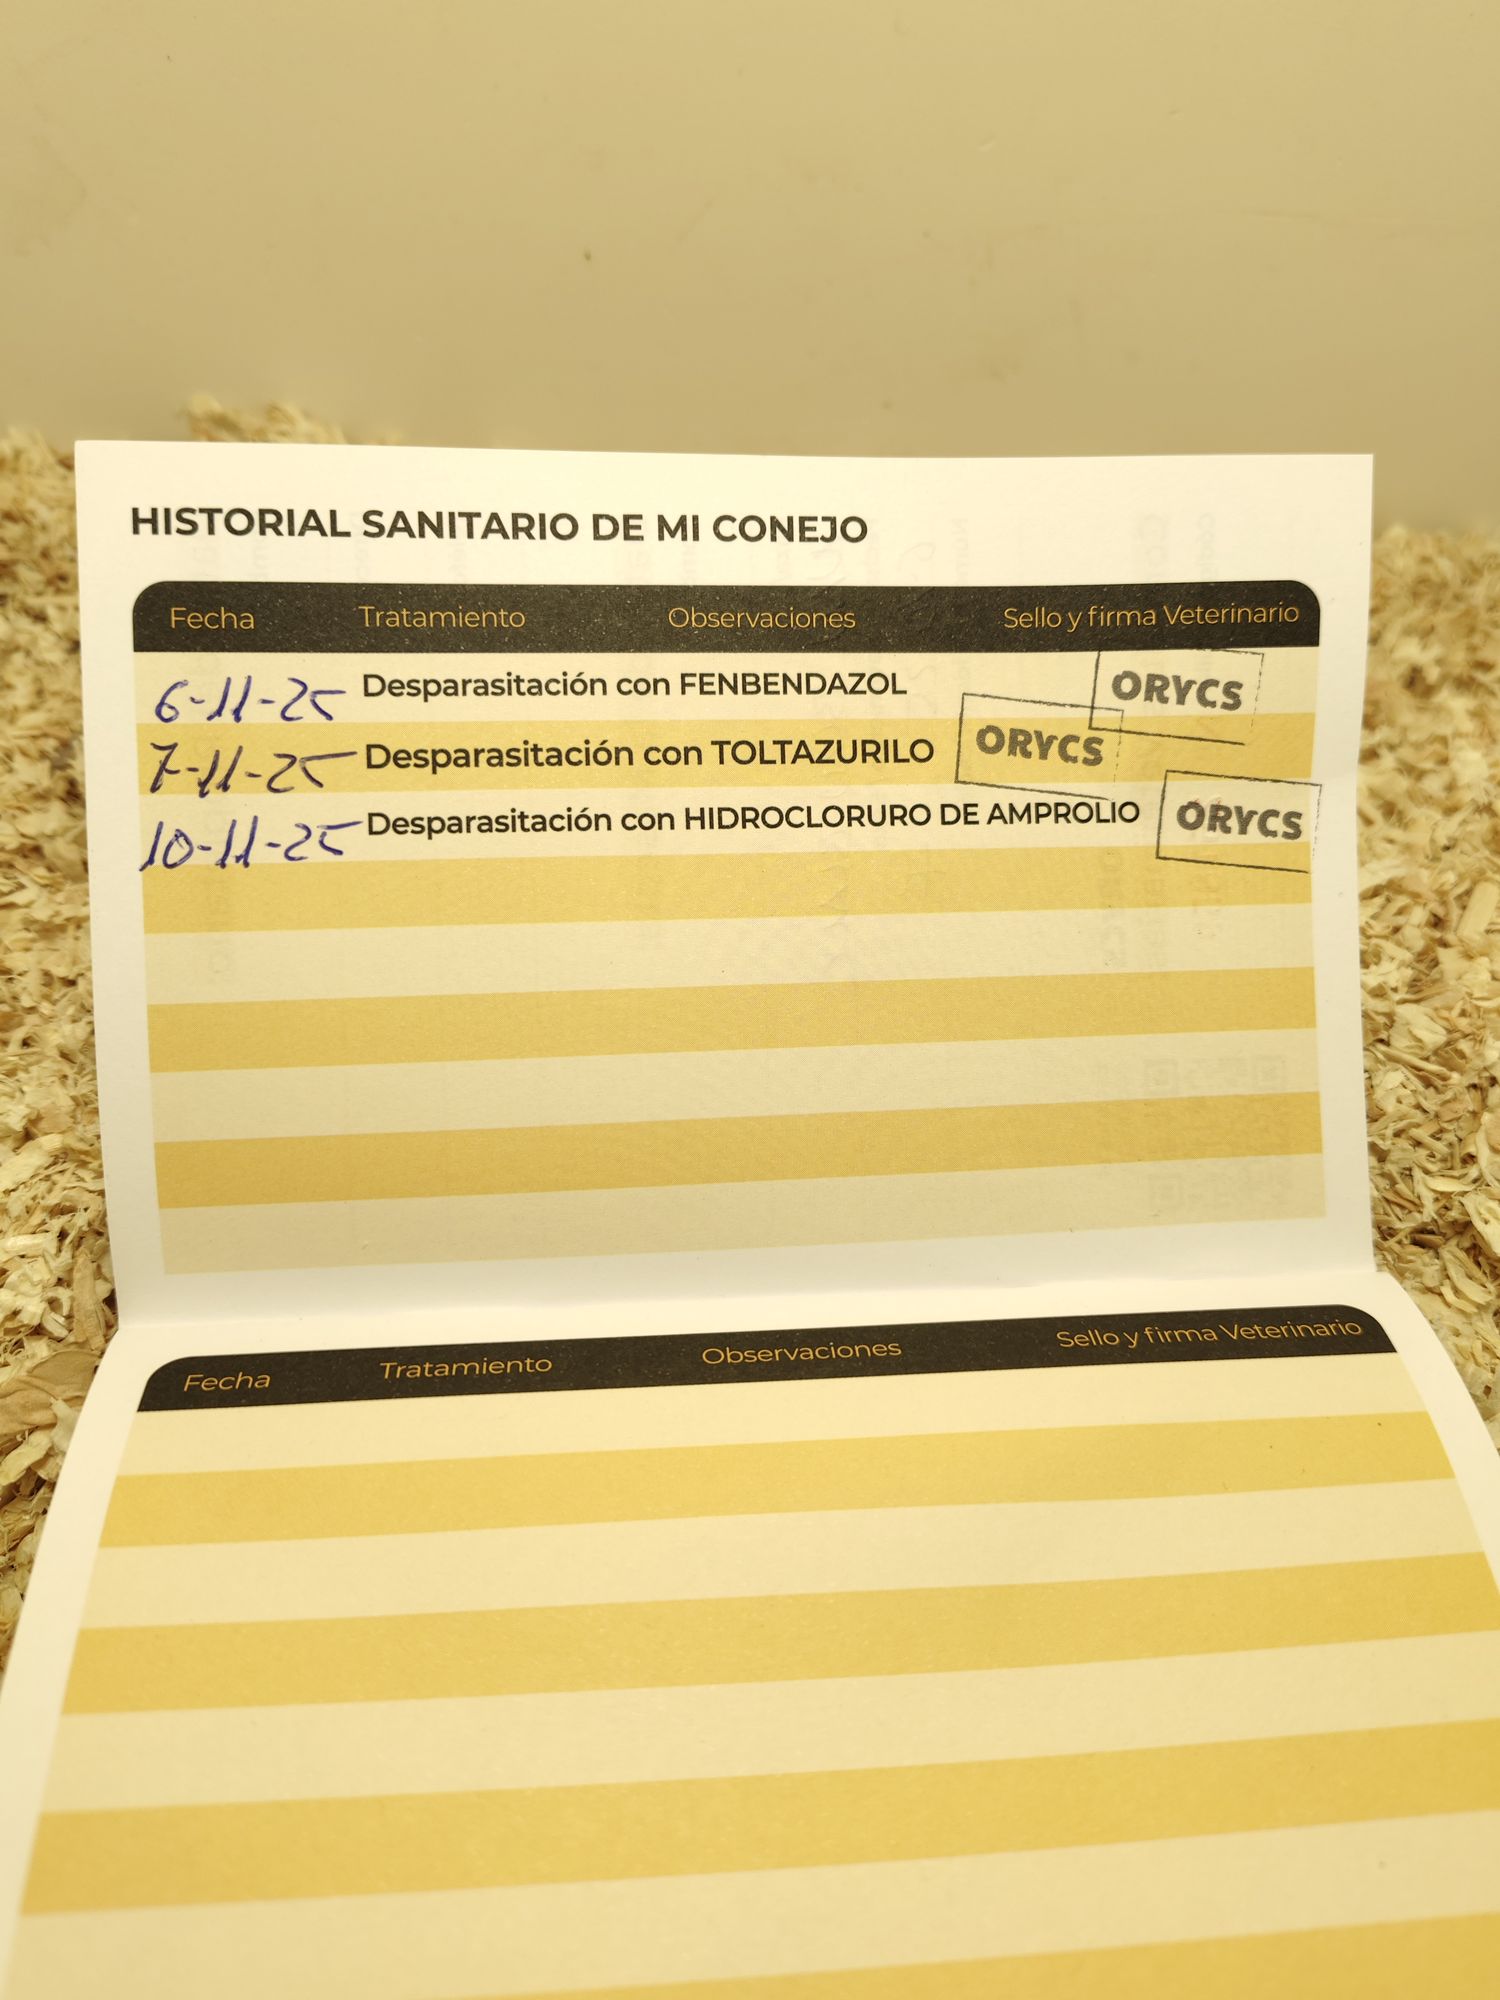 HISTORIAL SANITARIO DE MI CONEJO
Fecha Tratamiento Observaciones Sello y firma Veterinario
6-11-25 Desparasitación con FENBENDAZOL ORYCS
7-11-25 Desparasitación con TOLTAZURILO ORYCS
10-11-25 Desparasitación con HIDROCLORURO DE AMPROLIO ORYCS
Fecha Tratamiento Observaciones Sello y firma Veterinario